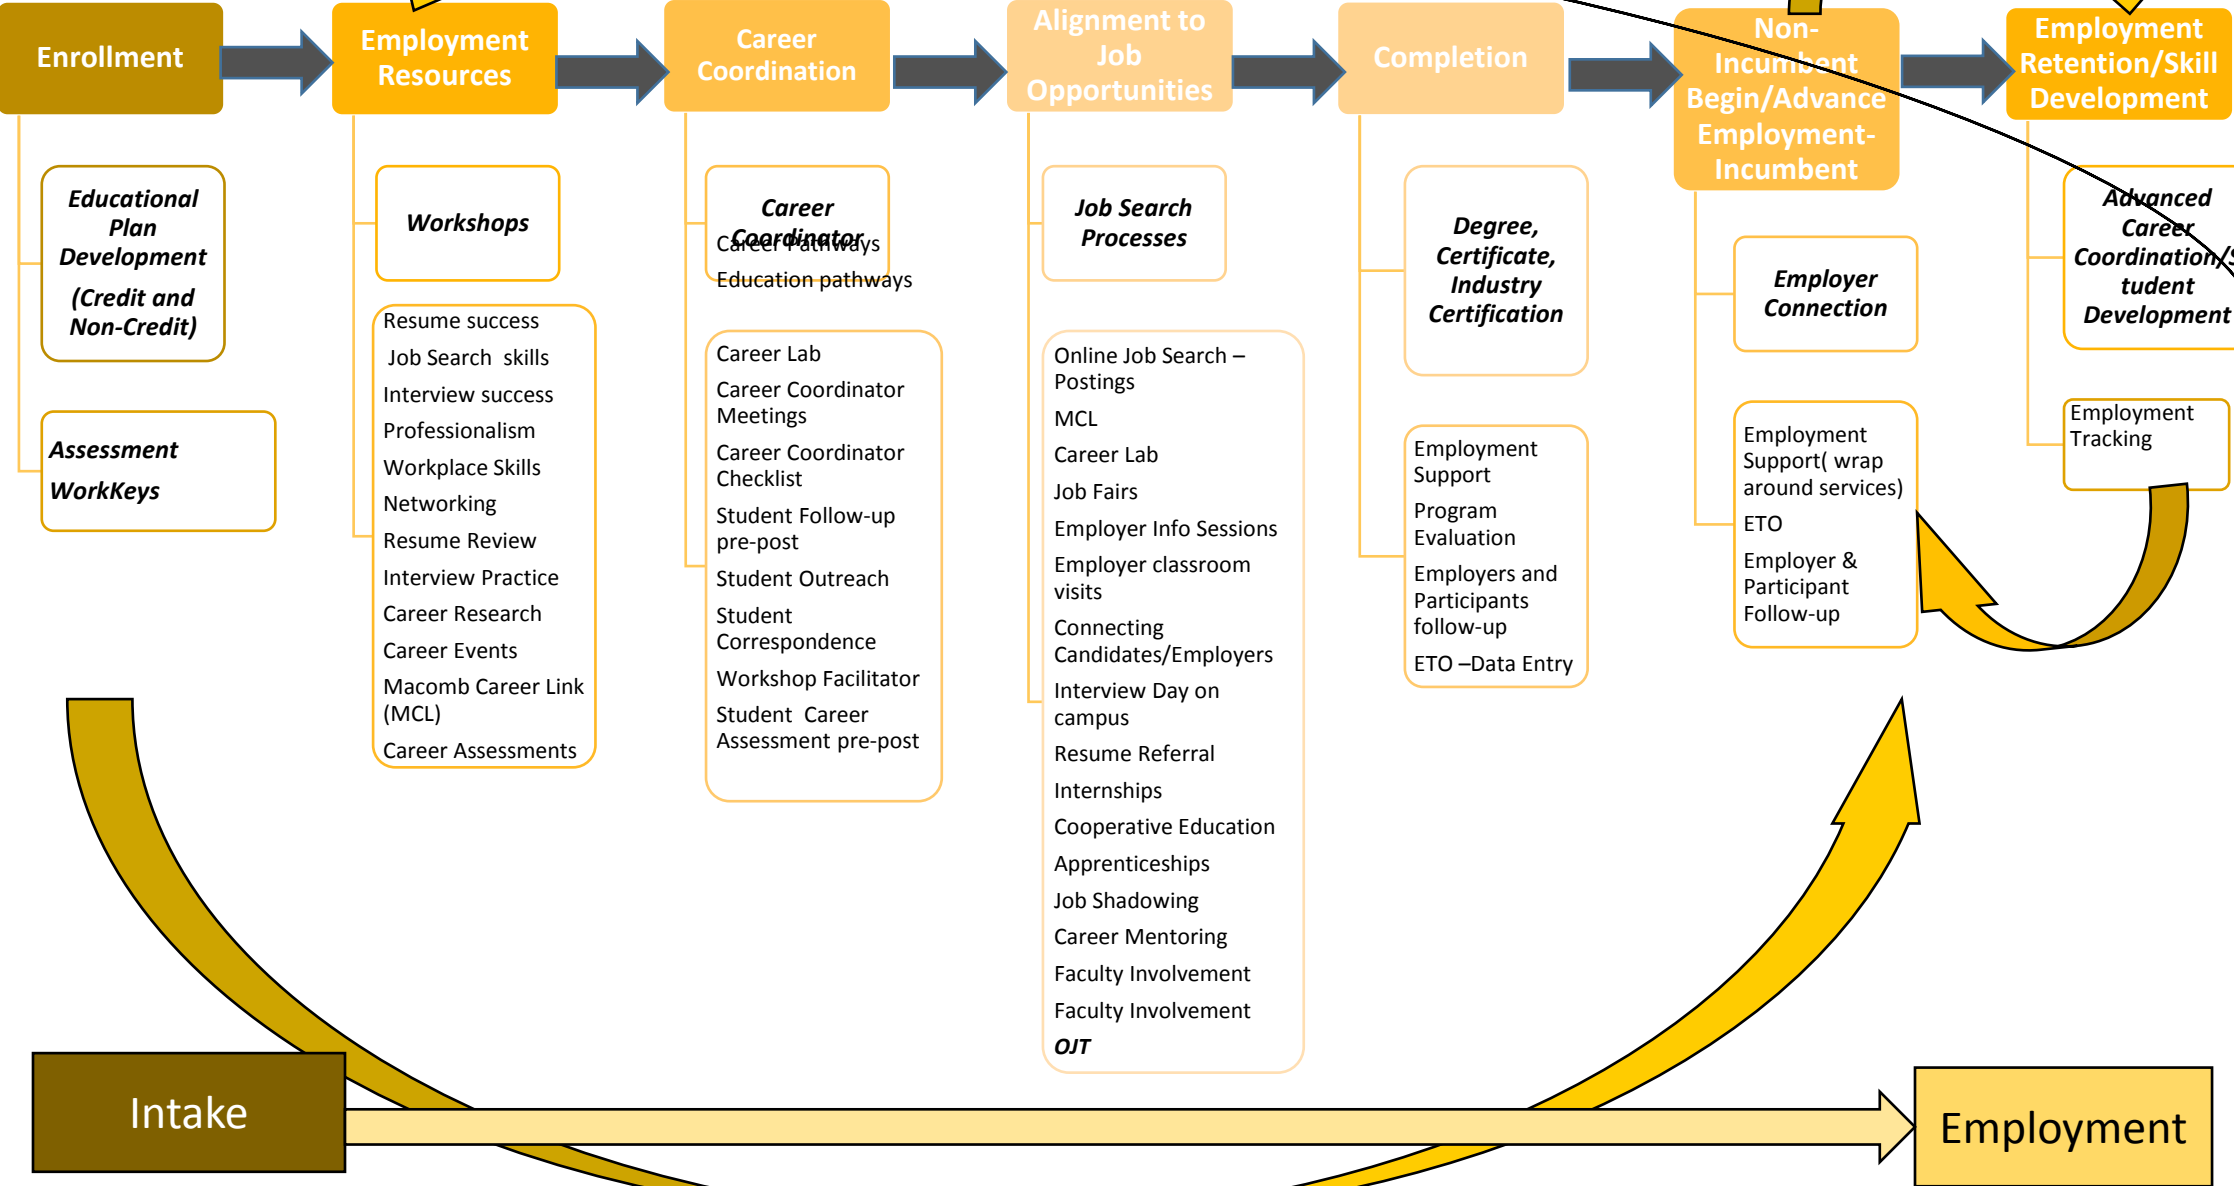 Enrollment
Employment
Resources
Career
Coordination
Alignment to
Job
Opportunities
Completion
Non-
Incumbent
Begin/Advance
Employment-
Incumbent
Employment
Retention/Skill
Development
Educational
Plan
Development
(Credit and
Non-Credit)
Assessment
WorkKeys
Workshops
Resume success
Job Search  skills
Interview success
Professionalism
Workplace Skills
Networking
Resume Review
Interview Practice
Career Research
Career Events
Macomb Career Link
(MCL)
Career Assessments
Career
Coordinator
Career Pathways
Education pathways
Career Lab
Career Coordinator
Meetings
Career Coordinator
Checklist
Student Follow-up
pre-post
Student Outreach
Student
Correspondence
Workshop Facilitator
Student  Career
Assessment pre-post
Job Search
Processes
Online Job Search –
Postings
MCL
Career Lab
Job Fairs
Employer Info Sessions
Employer classroom
visits
Connecting
Candidates/Employers
Interview Day on
campus
Resume Referral
Internships
Cooperative Education
Apprenticeships
Job Shadowing
Career Mentoring
Faculty Involvement
Faculty Involvement
OJT
Degree,
Certificate,
Industry
Certification
Employment
Support
Program
Evaluation
Employers and
Participants
follow-up
ETO –Data Entry
Employer
Connection
Employment
Support( wrap
around services)
ETO
Employer &
Participant
Follow-up
Advanced
Career
Coordination/S
tudent
Development
Employment
Tracking
Intake
Employment